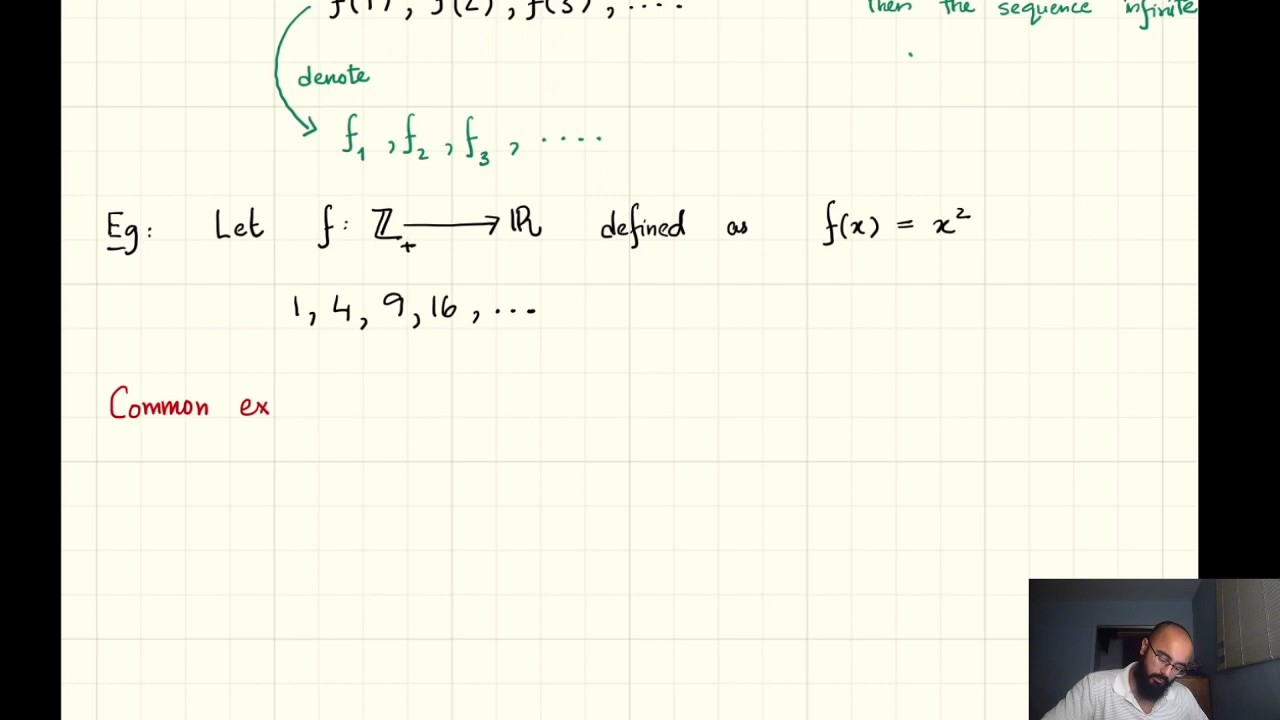 f(1), f(2), f(3), ....
Then the sequence infinite
denote
f₁, f₂, f₃, ....
Eg: Let f: ℤ₊ ⟶ ℝ defined as f(x) = x²
1, 4, 9, 16, ...
Common ex